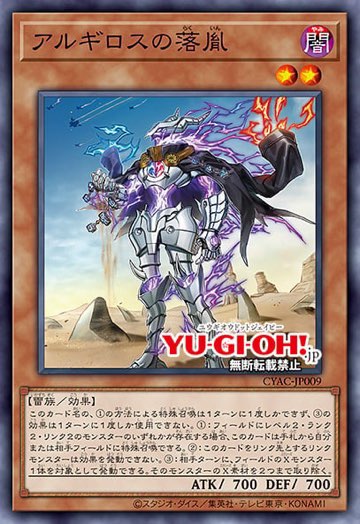 アルギロスの落胤
らく いん
闇
やみ
ニウギオウドットジェイピー
YU-GI-OH!.jp
無断転載禁止
CYAC-JP009
【雷族／効果】
このカード名の、①の方法による特殊召喚は1ターンに1度しかできず、③の
効果は1ターンに1度しか使用できない。①：フィールドにレベル2・ランク
2・リンク2のモンスターのいずれかが存在する場合、このカードは手札から自分
または相手フィールドに特殊召喚できる。②：このカードをリンク先とするリンク
モンスターは効果を発動できない。③：相手ターンに、フィールドのXモンスター
1体を対象として発動できる。そのモンスターのX素材を2つまで取り除く。
ATK/ 700 DEF/ 700
©スタジオ・ダイス／集英社・テレビ東京・KONAMI